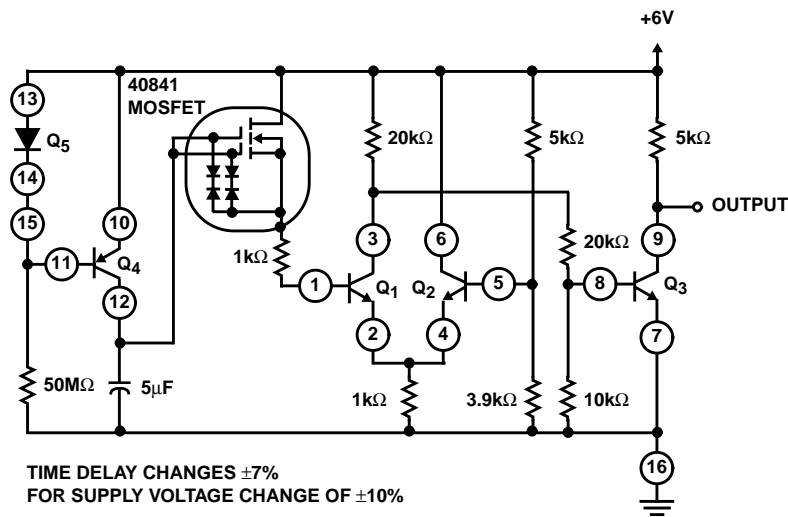 +6V
40841
MOSFET
13
Q5
14
15
10
11
Q4
12
50MΩ
5μF
1kΩ
1
3
Q1
2
20kΩ
6
Q2
4
5
1kΩ
5kΩ
3.9kΩ
20kΩ
8
10kΩ
5kΩ
OUTPUT
9
Q3
7
16
TIME DELAY CHANGES ±7%
FOR SUPPLY VOLTAGE CHANGE OF ±10%